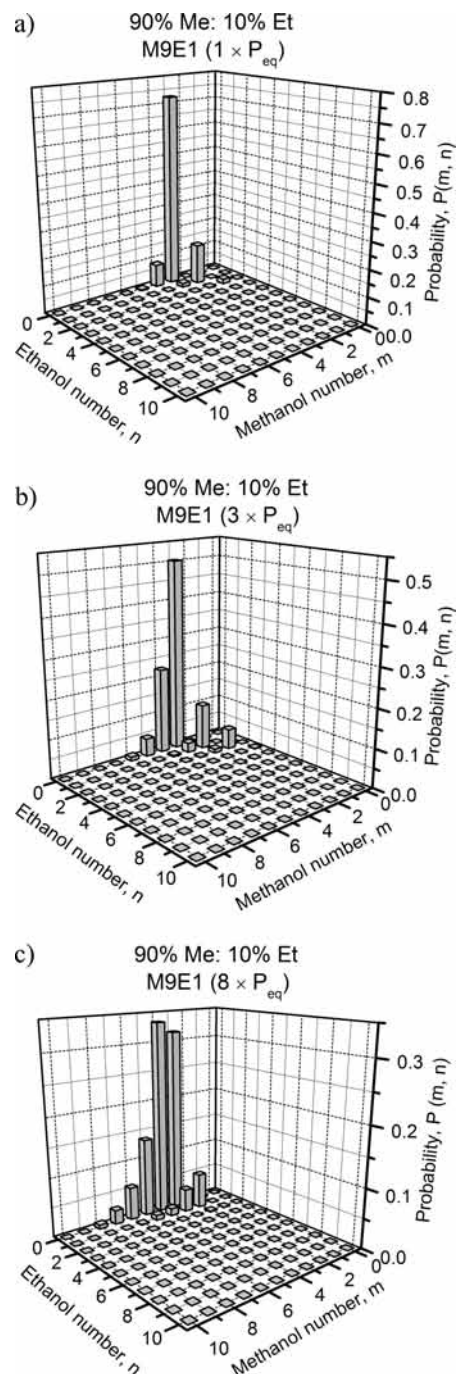 a)
90% Me: 10% Et
M9E1 (1 × Peq)
0.8
0.7
0.6
0.5
0.4
0.3
0.2
0.1
0.0
0 2 4 6 8 10
Ethanol number, n
10 8 6 4 2 0
Methanol number, m
Probability, P(m, n)
b)
90% Me: 10% Et
M9E1 (3 × Peq)
0.5
0.4
0.3
0.2
0.1
0.0
0 2 4 6 8 10
Ethanol number, n
10 8 6 4 2 0
Methanol number, m
Probability, P(m, n)
c)
90% Me: 10% Et
M9E1 (8 × Peq)
0.3
0.2
0.1
0.0
0 2 4 6 8 10
Ethanol number, n
10 8 6 4 2 0
Methanol number, m
Probability, P (m, n)